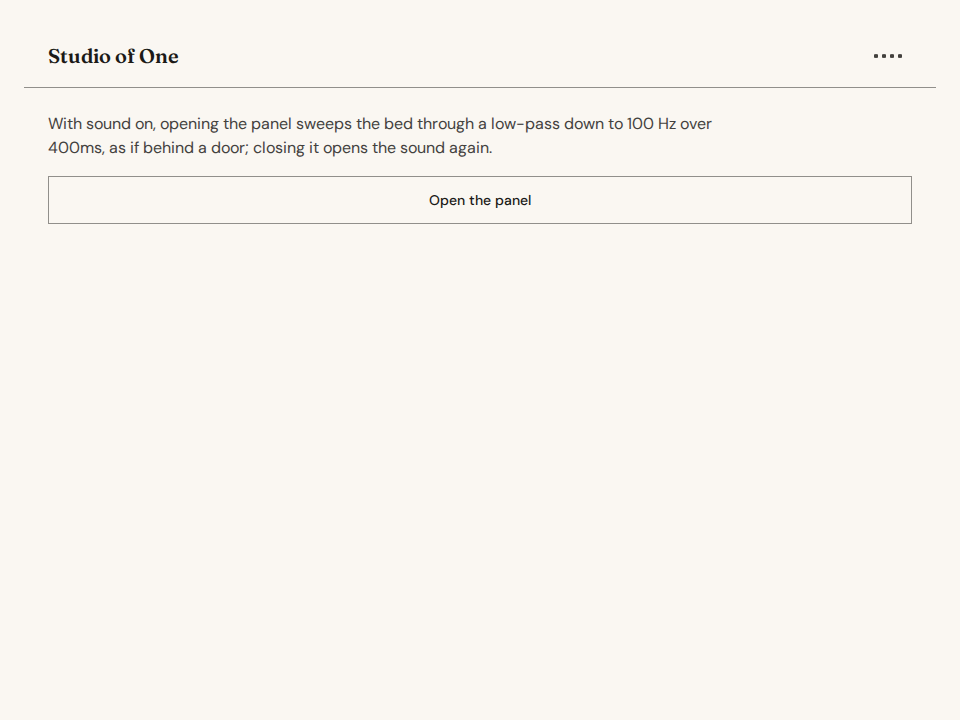 Studio of One
With sound on, opening the panel sweeps the bed through a low-pass down to 100 Hz over
400ms, as if behind a door; closing it opens the sound again.
Open the panel